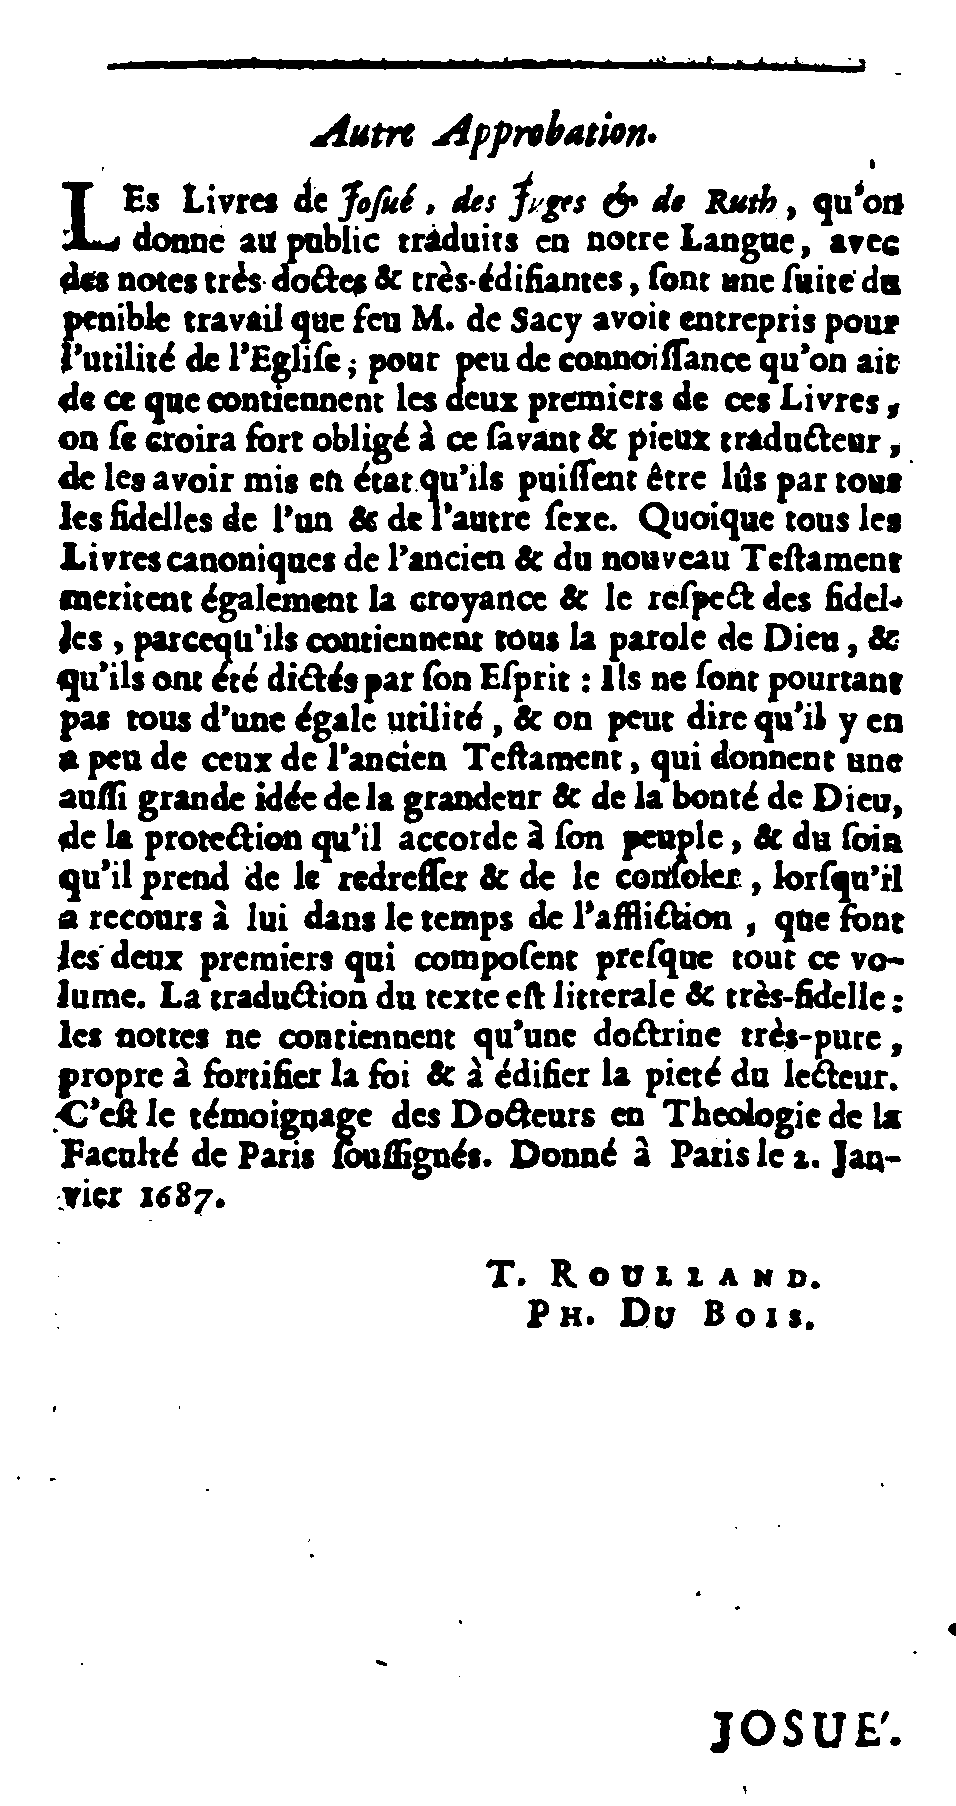 Autre Approbation.
LEs Livres de Joſué, des Juges & de Ruth, qu'on
donne au public traduits en notre Langue, avec
des notes très-doctes & très-édifiantes, ſont une ſuite du
penible travail que feu M. de Sacy avoit entrepris pour
l'utilité de l'Egliſe; pour peu de connoiſſance qu'on ait
de ce que contiennent les deux premiers de ces Livres,
on ſe croira fort obligé à ce ſavant & pieux traducteur,
de les avoir mis en état qu'ils puiſſent être lûs par tous
les fidelles de l'un & de l'autre ſexe. Quoique tous les
Livres canoniques de l'ancien & du nouveau Teſtament
meritent également la croyance & le reſpect des fidel-
les, parcequ'ils contiennent tous la parole de Dieu, &
qu'ils ont été dictés par ſon Eſprit : Ils ne ſont pourtant
pas tous d'une égale utilité, & on peut dire qu'il y en
a peu de ceux de l'ancien Teſtament, qui donnent une
auſſi grande idée de la grandeur & de la bonté de Dieu,
de la protection qu'il accorde à ſon peuple, & du ſoin
qu'il prend de le redreſſer & de le conſoler, lorſqu'il
a recours à lui dans le temps de l'affliction, que font
les deux premiers qui compoſent preſque tout ce vo-
lume. La traduction du texte eſt litterale & très-fidelle :
les nottes ne contiennent qu'une doctrine très-pure,
propre à fortifier la foi & à édifier la pieté du lecteur.
C'eſt le témoignage des Docteurs en Theologie de la
Faculté de Paris ſouſſignés. Donné à Paris le 2. Jan-
vier 1687.
T. ROULLAND.
PH. DU BOIS.
JOSUE'.